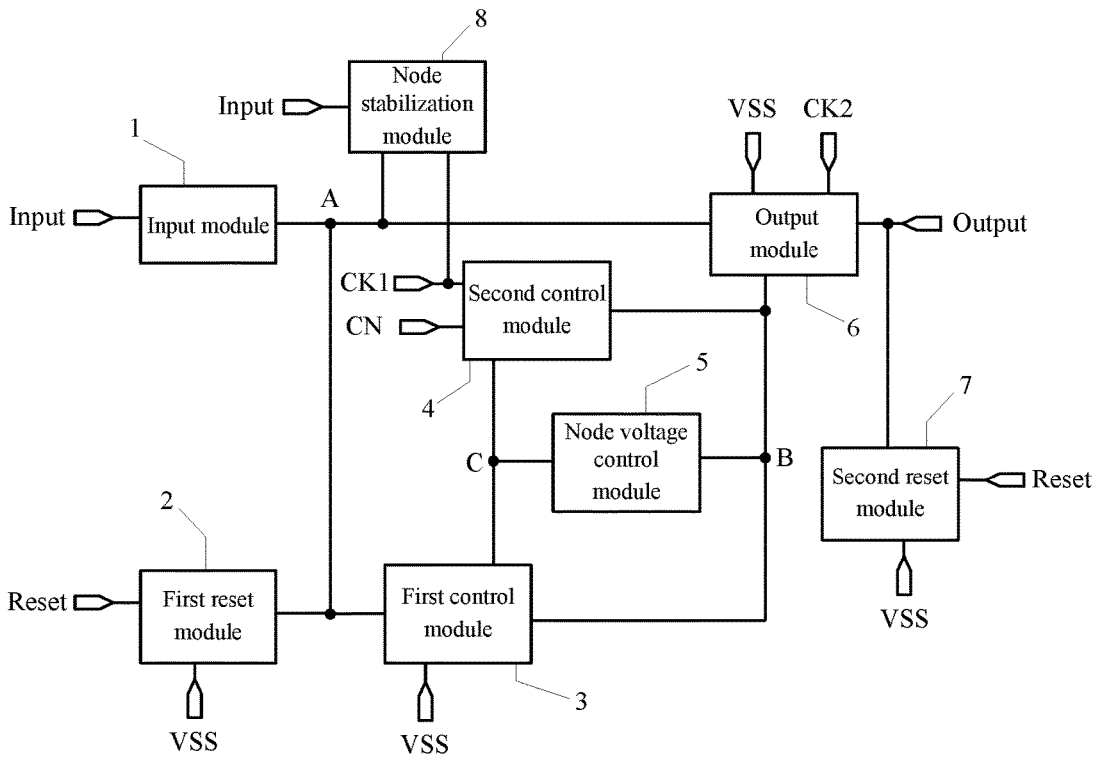 8
Node
stabilization
module
Input
VSS
CK2
1
Input
Input module
A
Output
module
Output
CK1
Second control
module
CN
6
4
5
7
Node voltage
control
module
C
B
Second reset
module
Reset
2
Reset
First reset
module
First control
module
VSS
3
VSS
VSS